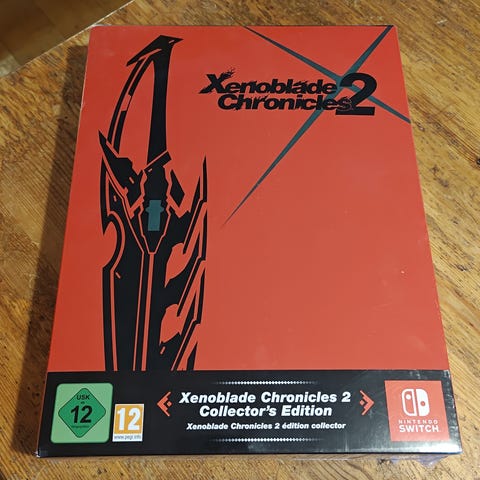 Xenoblade
Chronicles 2
USK
12
12
www.pegi.info
Xenoblade Chronicles 2
Collector's Edition
Xenoblade Chronicles 2 édition collector
NINTENDO
SWITCH